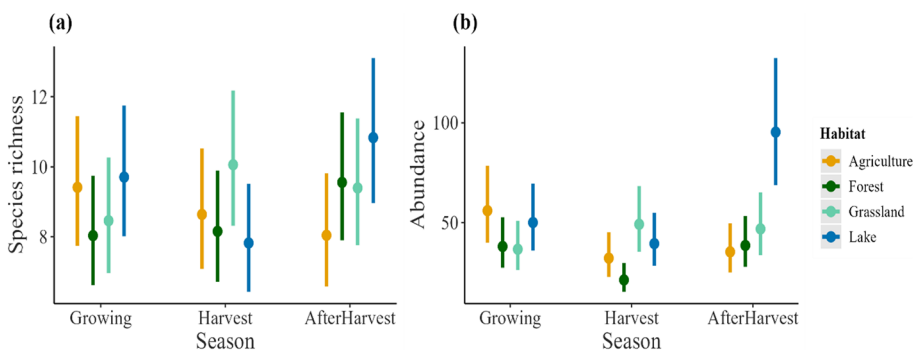 (a)
Species richness
12
10
8
Growing
Harvest
AfterHarvest
Season
(b)
Abundance
100
50
Growing
Harvest
AfterHarvest
Season
Habitat
Agriculture
Forest
Grassland
Lake